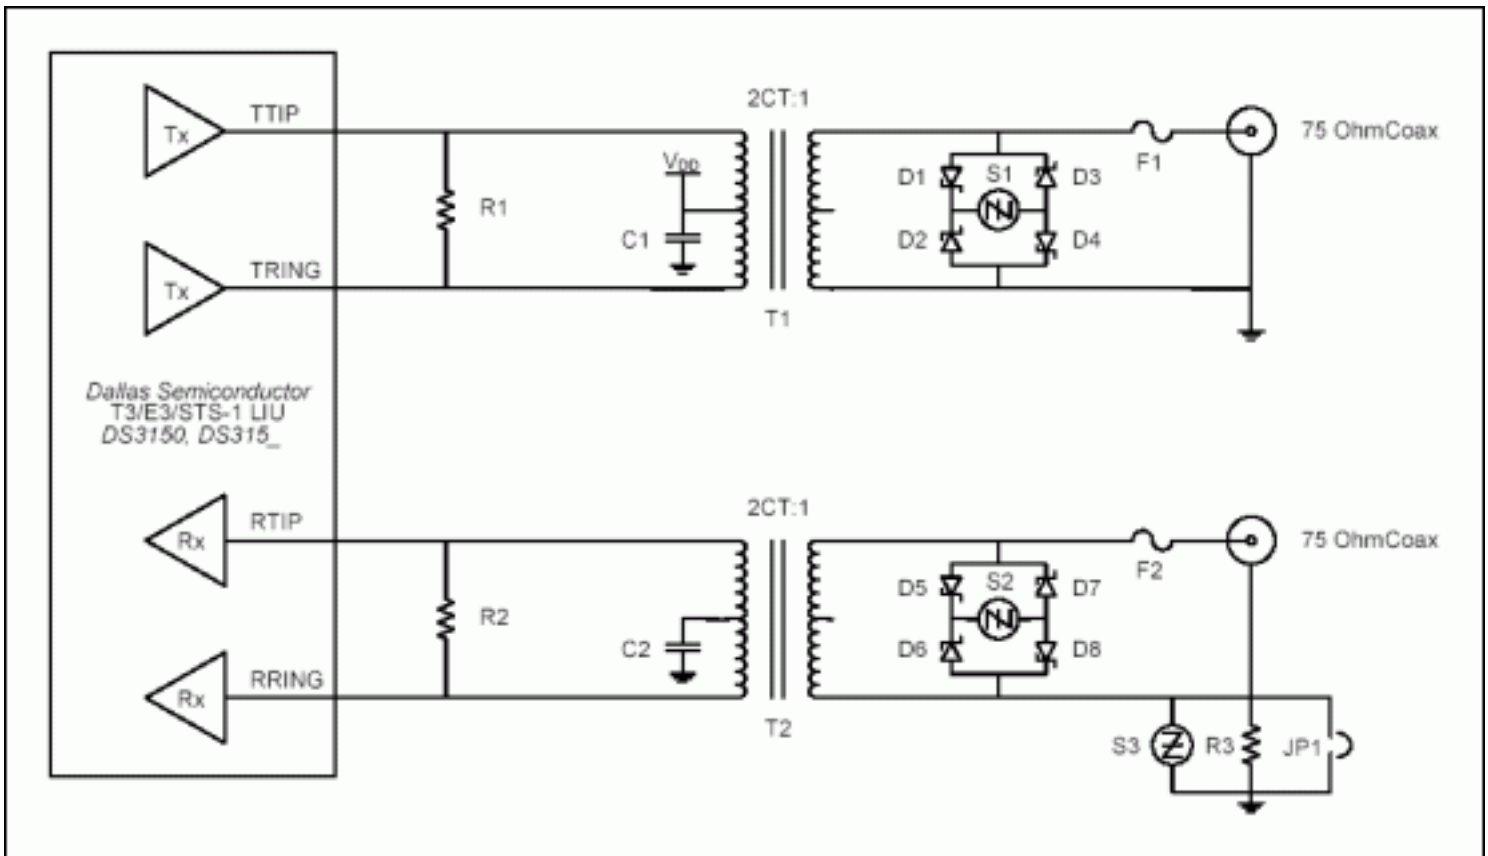 2CT:1
TTIP
Tx
75 OhmCoax
F1
VDD
D1
S1
D3
R1
C1
D2
D4
TRING
Tx
T1
Dallas Semiconductor
T3/E3/STS-1 LIU
DS3150, DS315_
2CT:1
RTIP
Rx
75 OhmCoax
F2
D5
S2
D7
R2
C2
D6
D8
RRING
Rx
T2
S3
R3
JP1